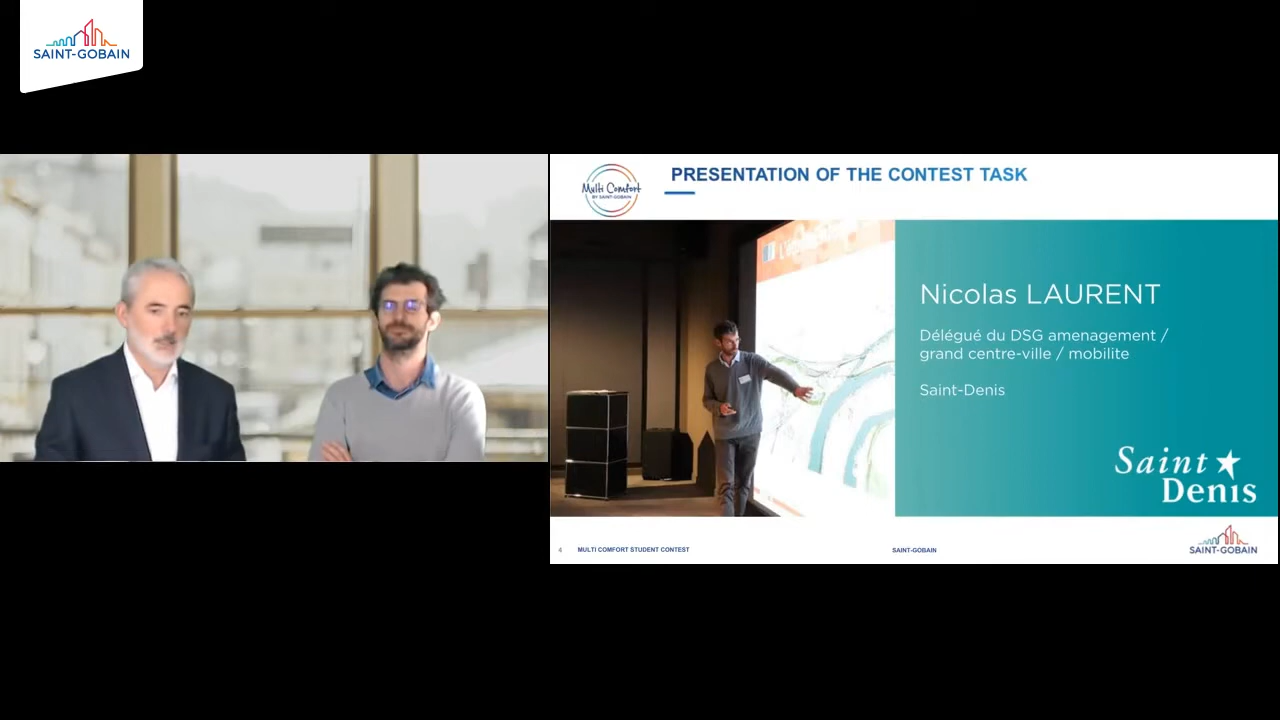 SAINT-GOBAIN
Multi Comfort
BY SAINT-GOBAIN
PRESENTATION OF THE CONTEST TASK
Nicolas LAURENT
Délégué du DSG amenagement /
grand centre-ville / mobilite
Saint-Denis
Saint
Denis
4 MULTI COMFORT STUDENT CONTEST
SAINT-GOBAIN
SAINT-GOBAIN